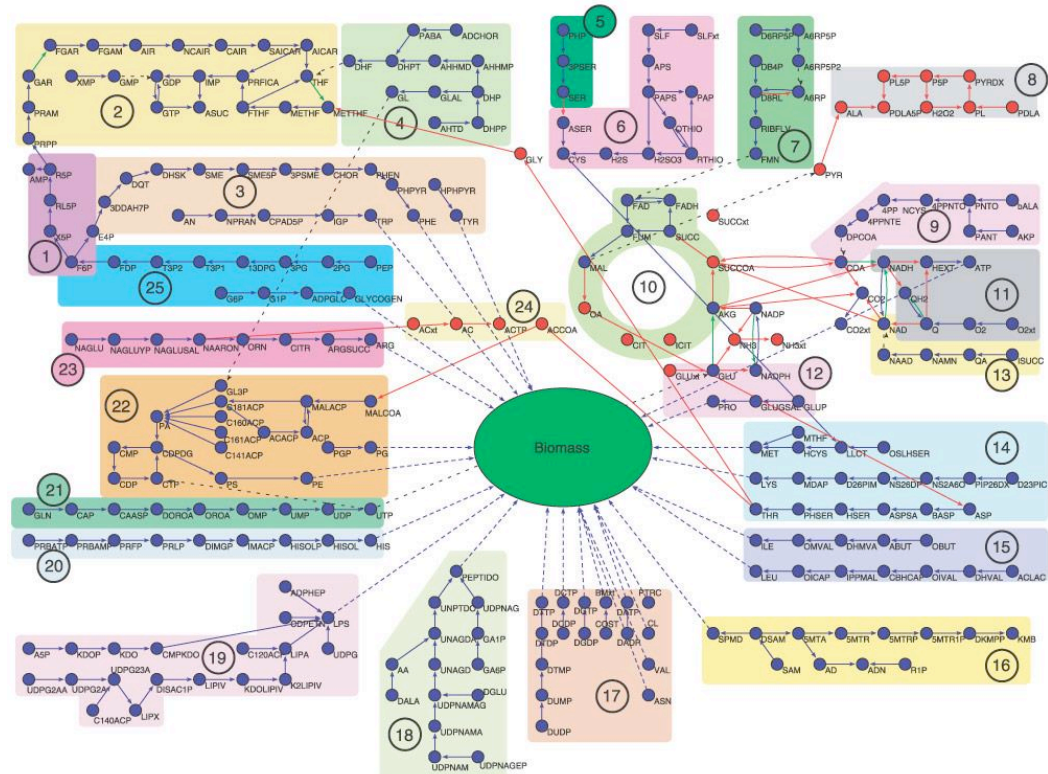 FGAR FGAM AIR NCAIR CAIR SAICAR AICAR
GAR XMP GMP GDP IMP PRFICA THF
2
PRAM GTP ASUC FTHF METHF METTHF
PRPP
PABA ADCHOR
DHF DHPT AHHMD AHHMP
GL GLAL DHP
4
AHTD DHPP
PHP 5
3PSER
SER
SLF SLFxt
APS
PAPS PAP
6
ASER OTHIO
CYS H2S H2SO3 RTHIO
D6RP5P A6RP5P
DB4P A6RP5P2
D8RL A6RP
RIBFLV
7
FMN
8
PL5P P5P PYRDX
ALA PDLA5P H2O2 PL PDLA
GLY
PYR
AMP R5P
RL5P
X5P
1
F6P
DHSK SME SME5P 3PSME CHOR PHEN
DQT
3
PHPYR HPHPYR
3DDAH7P
AN NPRAN CPAD5P IGP TRP PHE TYR
E4P
FDP T3P2 T3P1 13DPG 3PG 2PG PEP
25
G6P G1P ADPGLC GLYCOGEN
FAD FADH
FUM SUCC
SUCCxt
MAL SUCCOA
10
OA AKG
CIT ICIT
4PP NCYS 4PPNTO PNTO bALA
4PPNTE
9
DPCOA PANT AKP
COA NADH HEXT ATP
CO2 QH2 11
CO2xt NAD Q O2 O2xt
NAAD NAMN QA ISUCC
13
NADP
NH3 NH3xt
GLUxt GLU NADPH
12
PRO GLUGSAL GLUP
24
ACxt AC ACTP ACCOA
NAGLU NAGLUYP NAGLUSAL NAARON ORN CITR ARGSUCC ARG
23
22
GL3P
C181ACP MALACP MALCOA
PA C160ACP
C161ACP ACACP ACP
C141ACP
CMP CDPDG PGP PG
CDP CTP PS PE
Biomass
MTHF
14
MET HCYS LLCT OSLHSER
LYS MDAP D26PIM NS26DP NS2A6O PIP26DX D23PIC
THR PHSER HSER ASPSA BASP ASP
21
GLN CAP CAASP DOROA OROA OMP UMP UDP UTP
PRBATP PRBAMP PRFP PRLP DIMGP IMACP HISOLP HISOL HIS
20
ILE OMVAL DHMVA ABUT OBUT
15
LEU OICAP IPPMAL CBHCAP OIVAL DHVAL ACLAC
ADPHEP
CDPETN LPS
A5P KDOP KDO CMPKDO 19 C120ACP LIPA UDPG
UDPG23A
UDPG2AA UDPG2A DISAC1P LIPIV KDOLIPIV K2LIPIV
C140ACP LIPX
PEPTIDO
UNPTDO UDPNAG
UNAGDA GA1P
AA UNAGD GA6P
DALA UDPNAMAG DGLU
18 UDPNAMA
UDPNAM UDPNAGEP
DCTP PTRC
DTTP DGTP DATP
DCDP CL
DTDP DGDP COST DADR
DTMP VAL
17
DUMP ASN
DUDP
SPMD DSAM 5MTA 5MTR 5MTRP 5MTR1P DKMPP KMB
SAM AD ADN R1P
16